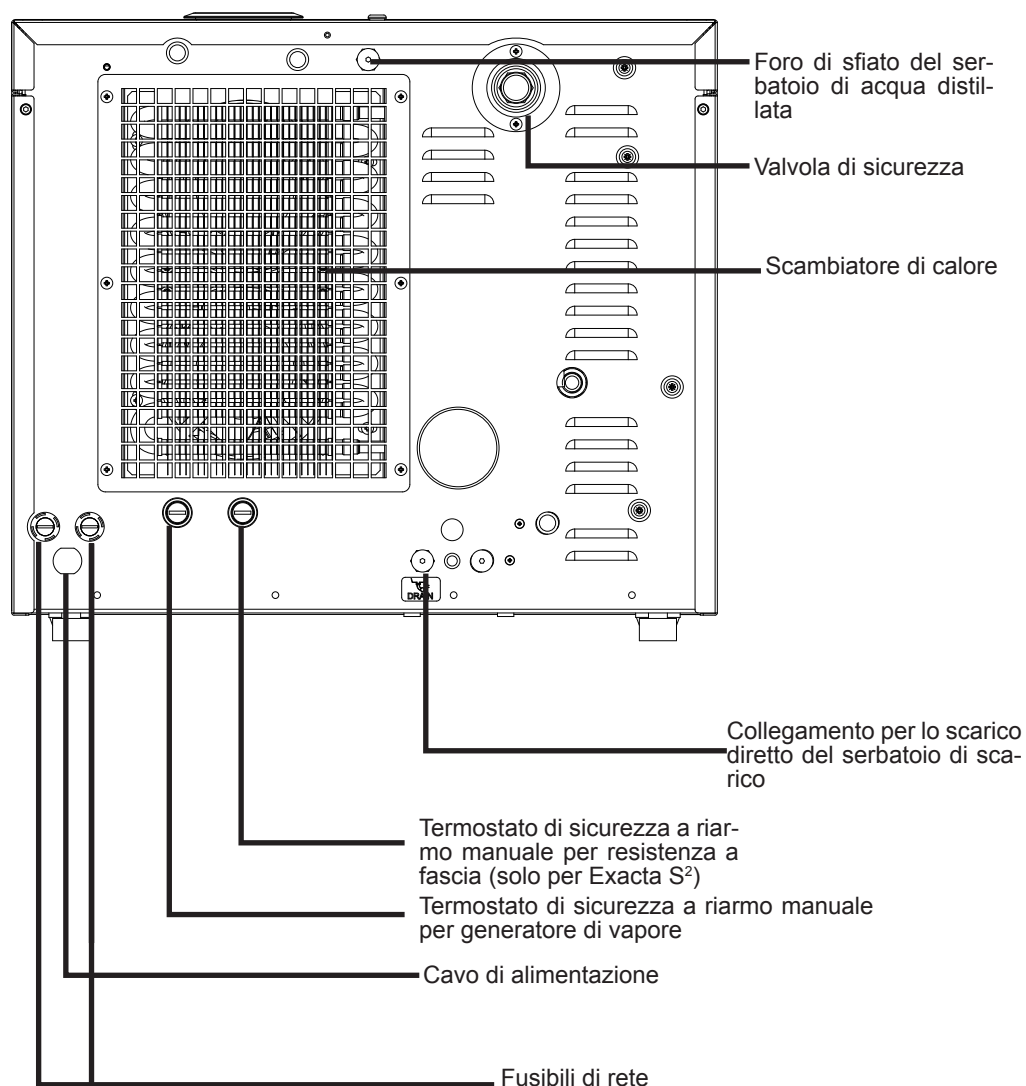 Foro di sfiato del ser-
batoio di acqua distil-
lata
Valvola di sicurezza
Scambiatore di calore
DRAIN
Collegamento per lo scarico
diretto del serbatoio di sca-
rico
Termostato di sicurezza a riar-
mo manuale per resistenza a
fascia (solo per Exacta S²)
Termostato di sicurezza a riarmo manuale
per generatore di vapore
Cavo di alimentazione
Fusibili di rete